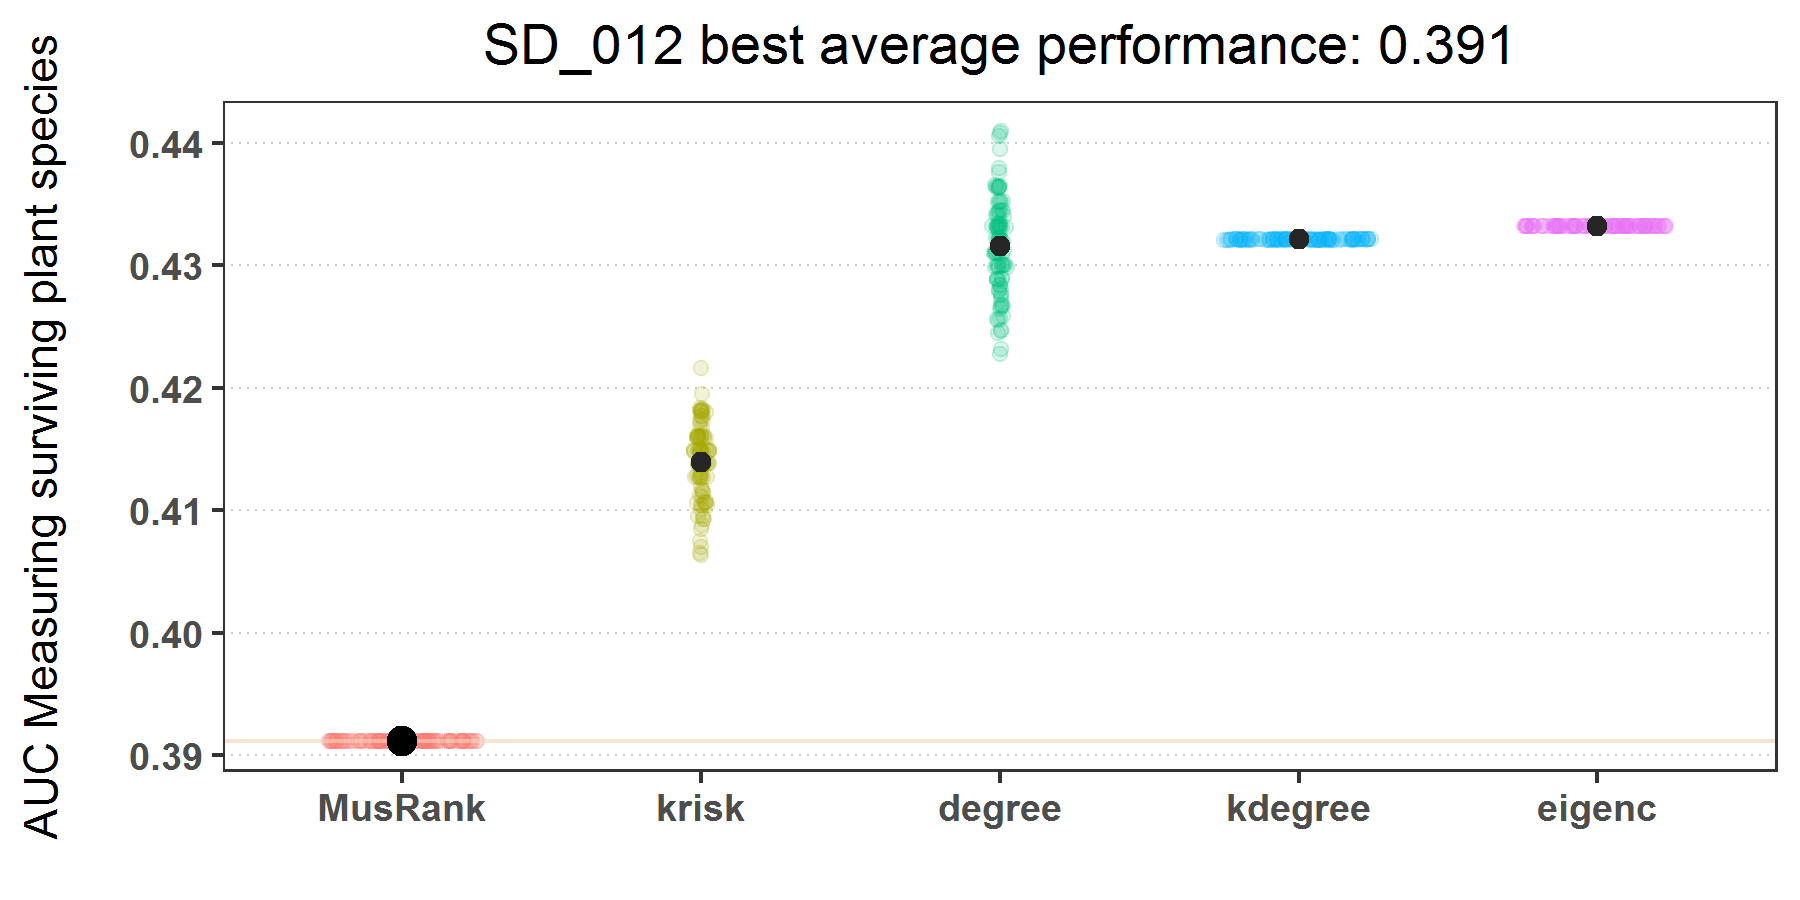 SD_012 best average performance: 0.391
AUC Measuring surviving plant species
0.44
0.43
0.42
0.41
0.40
0.39
MusRank krisk degree kdegree eigenc